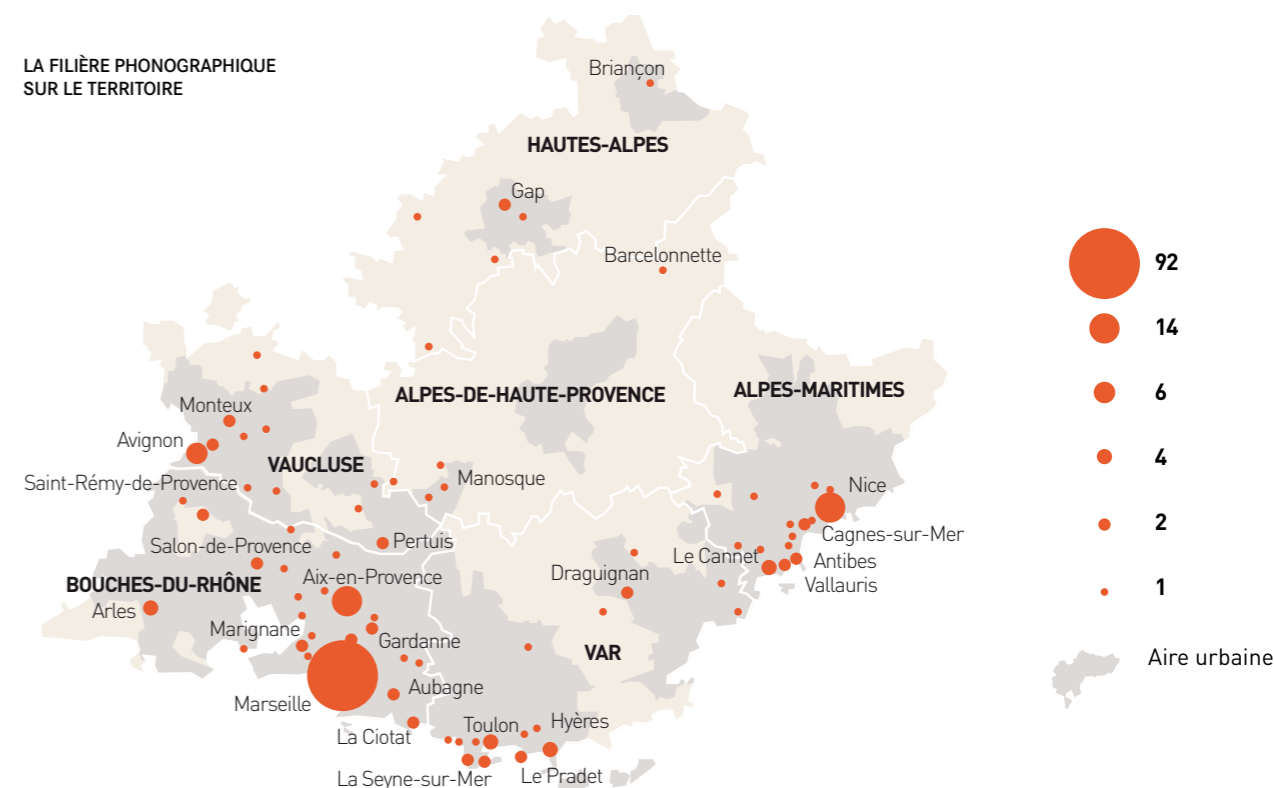 LA FILIÈRE PHONOGRAPHIQUE
SUR LE TERRITOIRE
Briançon
HAUTES-ALPES
Gap
Barcelonnette
ALPES-DE-HAUTE-PROVENCE
ALPES-MARITIMES
Monteux
Avignon
VAUCLUSE
Saint-Rémy-de-Provence
Manosque
Nice
Cagnes-sur-Mer
Salon-de-Provence
Pertuis
Le Cannet
Antibes
Vallauris
BOUCHES-DU-RHÔNE
Aix-en-Provence
Draguignan
Arles
Marignane
Gardanne
VAR
Marseille
Aubagne
La Ciotat
Toulon
Hyères
La Seyne-sur-Mer
Le Pradet
92
14
6
4
2
1
Aire urbaine